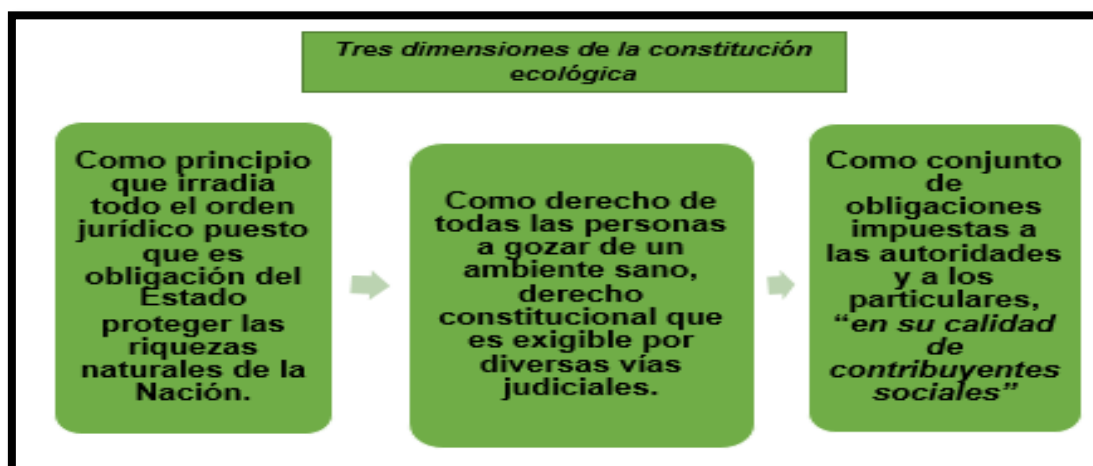 Tres dimensiones de la constitución
ecológica
Como principio
que irradia
todo el orden
jurídico puesto
que es
obligación del
Estado
proteger las
riquezas
naturales de la
Nación.
Como derecho de
todas las personas
a gozar de un
ambiente sano,
derecho
constitucional que
es exigible por
diversas vías
judiciales.
Como conjunto
de
obligaciones
impuestas a
las autoridades
y a los
particulares,
“en su calidad
de
contribuyentes
sociales”